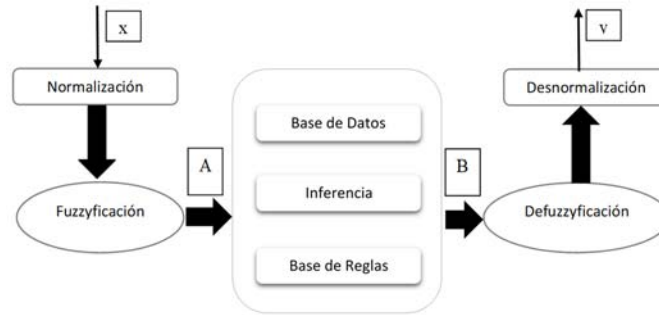 x
Normalización
Fuzzyficación
A
Base de Datos
Inferencia
Base de Reglas
B
v
Desnormalización
Defuzzyficación